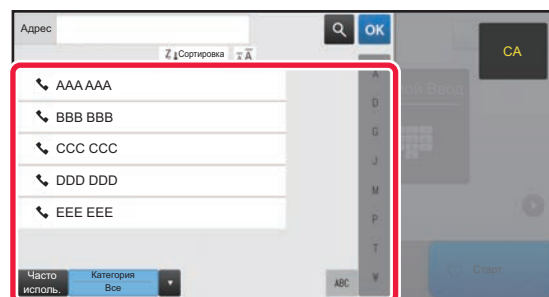 Адрес
OK
CA
Z Сортировка
A
AAA AAA
BBB BBB
CCC CCC
DDD DDD
EEE EEE
A
D
G
J
M
P
T
Ввод
Часто
исполь.
Категория
Все
ABC
Старт